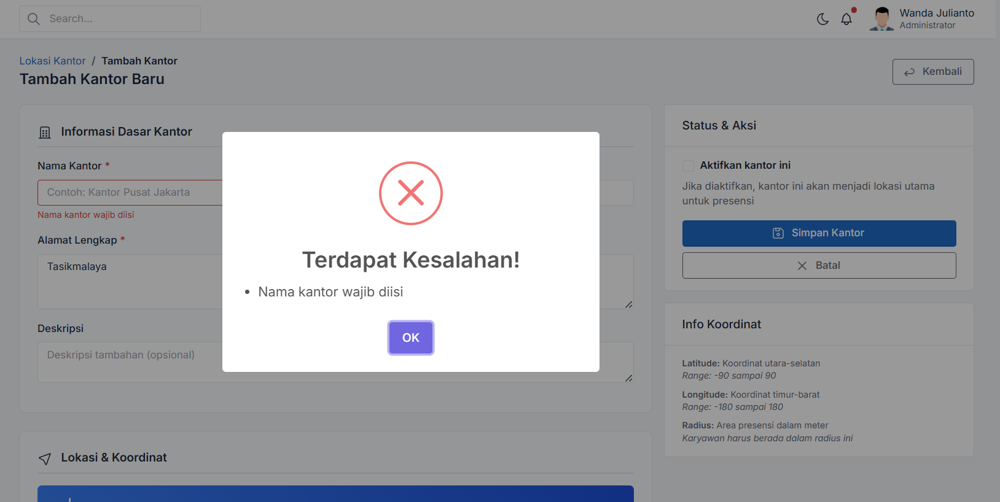 Search...
Wanda Julianto
Administrator
Lokasi Kantor / Tambah Kantor
Tambah Kantor Baru
Kembali
Informasi Dasar Kantor
Nama Kantor *
Contoh: Kantor Pusat Jakarta
Nama kantor wajib diisi
Alamat Lengkap *
Tasikmalaya
Deskripsi
Deskripsi tambahan (opsional)
Lokasi & Koordinat
Terdapat Kesalahan!
• Nama kantor wajib diisi
OK
Status & Aksi
Aktifkan kantor ini
Jika diaktifkan, kantor ini akan menjadi lokasi utama
untuk presensi
Simpan Kantor
Batal
Info Koordinat
Latitude: Koordinat utara-selatan
Range: -90 sampai 90
Longitude: Koordinat timur-barat
Range: -180 sampai 180
Radius: Area presensi dalam meter
Karyawan harus berada dalam radius ini